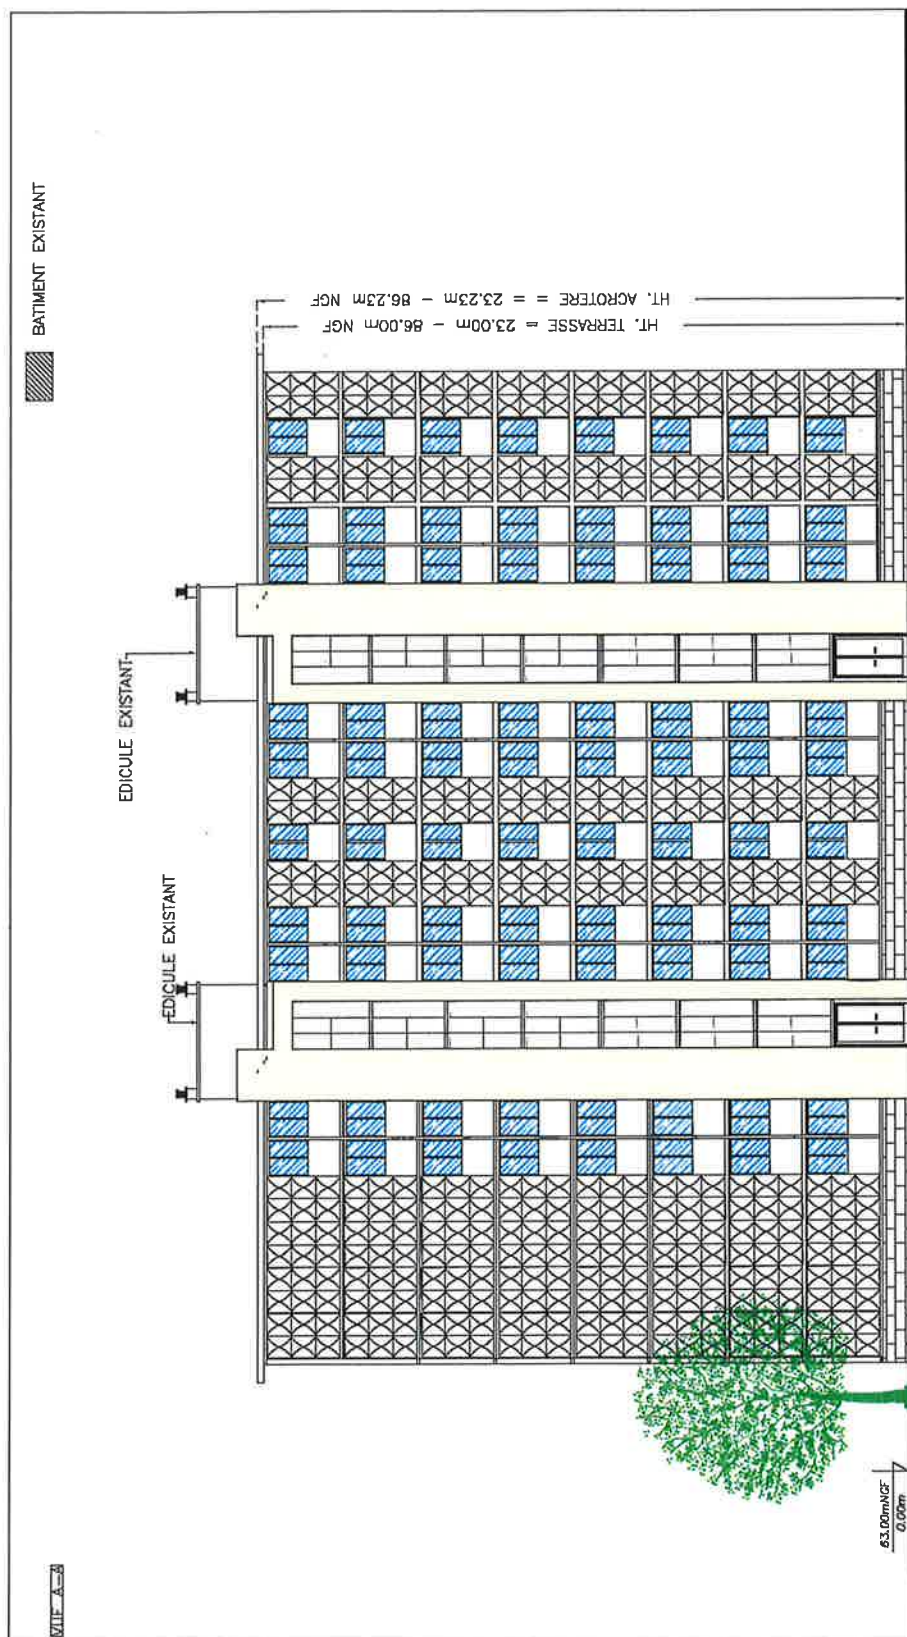 VUE A-A
BATIMENT EXISTANT
EDICULE EXISTANT
EDICULE EXISTANT
HT. ACROTERE = = 23.23m - 86.23m NGF
HT. TERRASSE = 23.00m - 86.00m NGF
63.00mNGF
0.00m